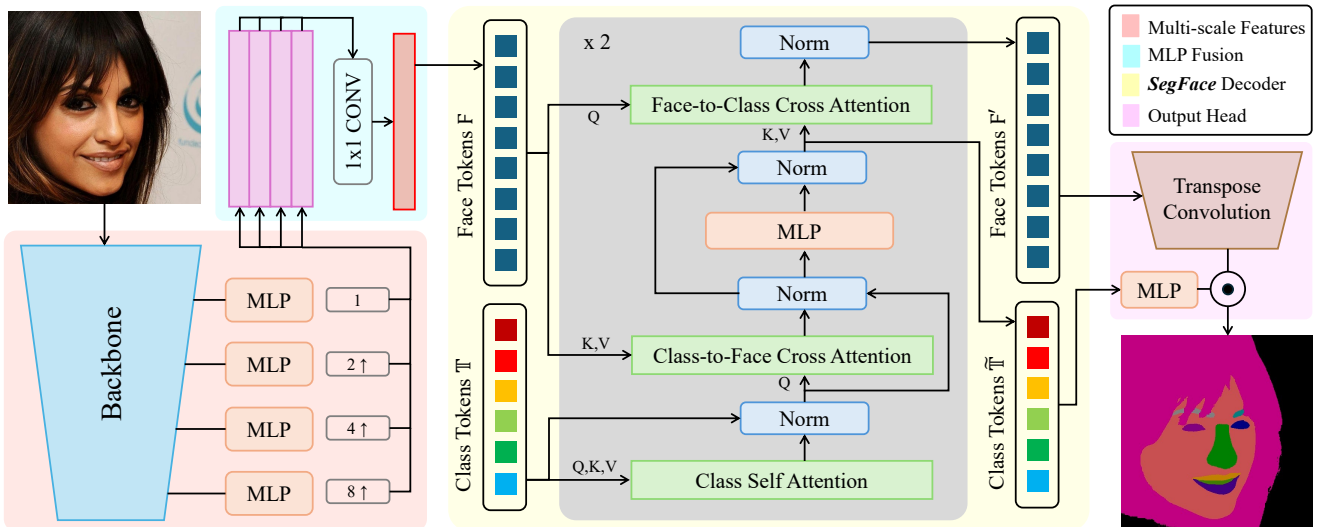 Backbone
MLP
1
MLP
2 ↑
MLP
4 ↑
MLP
8 ↑
1x1 CONV
Face Tokens F
Class Tokens 𝕋
x 2
Norm
Face-to-Class Cross Attention
Q
K,V
Norm
MLP
Norm
K,V
Class-to-Face Cross Attention
Q
Norm
Q,K,V
Class Self Attention
Face Tokens F′
Class Tokens 𝕋̃
Multi-scale Features
MLP Fusion
SegFace Decoder
Output Head
Transpose
Convolution
MLP